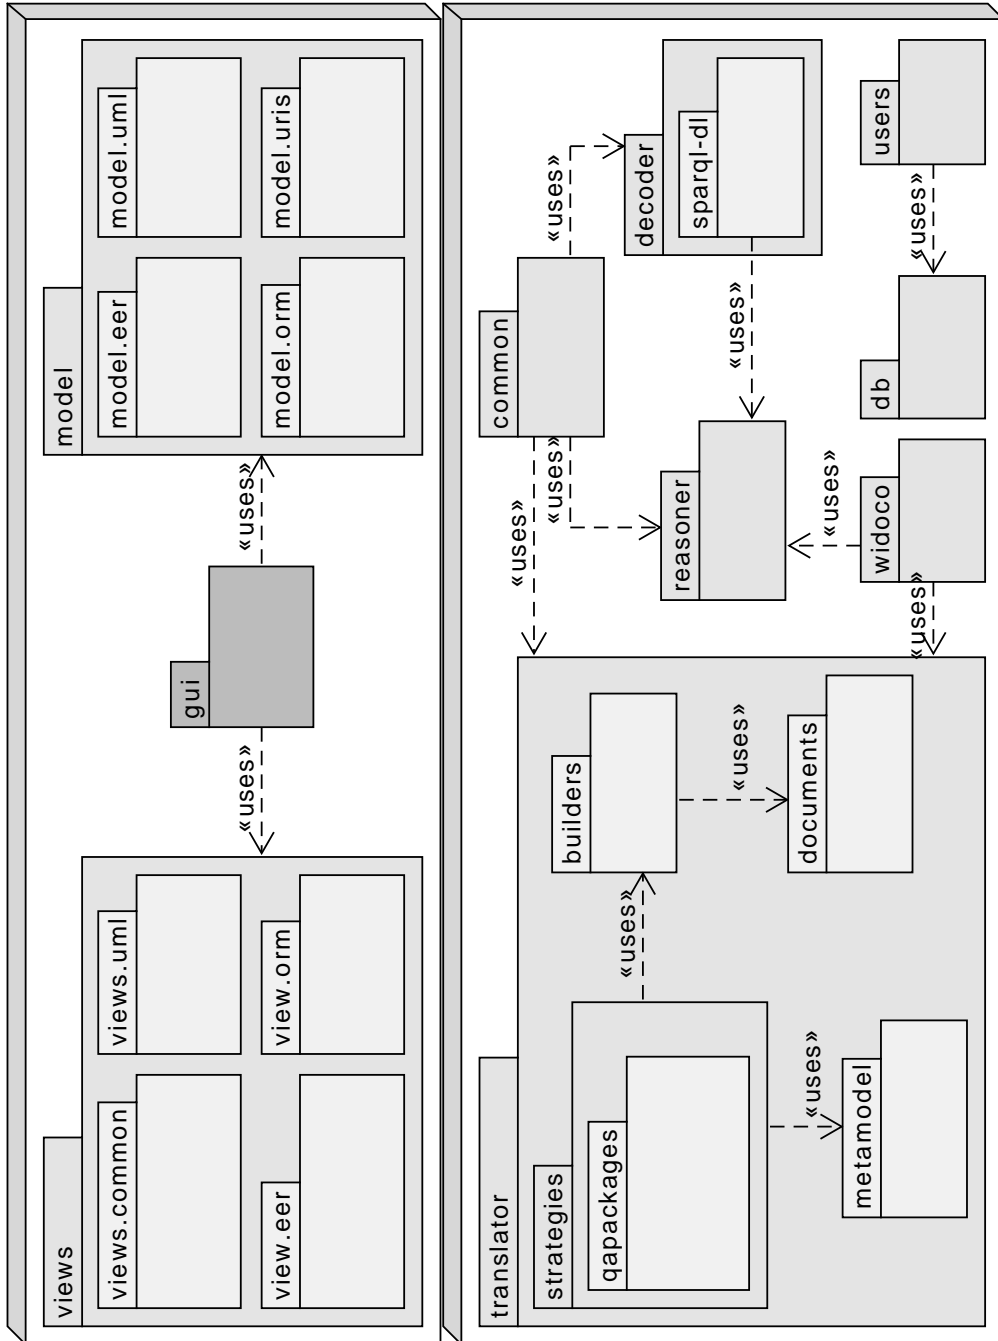 views
views.common
views.uml
view.eer
view.orm
«uses»
gui
«uses»
model
model.eer
model.uml
model.orm
model.uris
translator
strategies
qapackages
«uses»
builders
«uses»
documents
«uses»
metamodel
«uses»
common
«uses»
«uses»
decoder
sparql-dl
«uses»
reasoner
«uses»
widoco
«uses»
db
«uses»
users